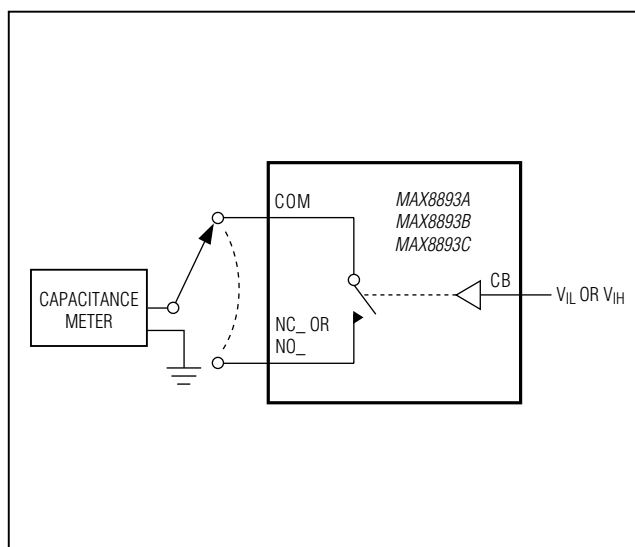 MAX8893A
MAX8893B
MAX8893C
COM
CB
CAPACITANCE
METER
NC_ OR
NO_
VIL OR VIH